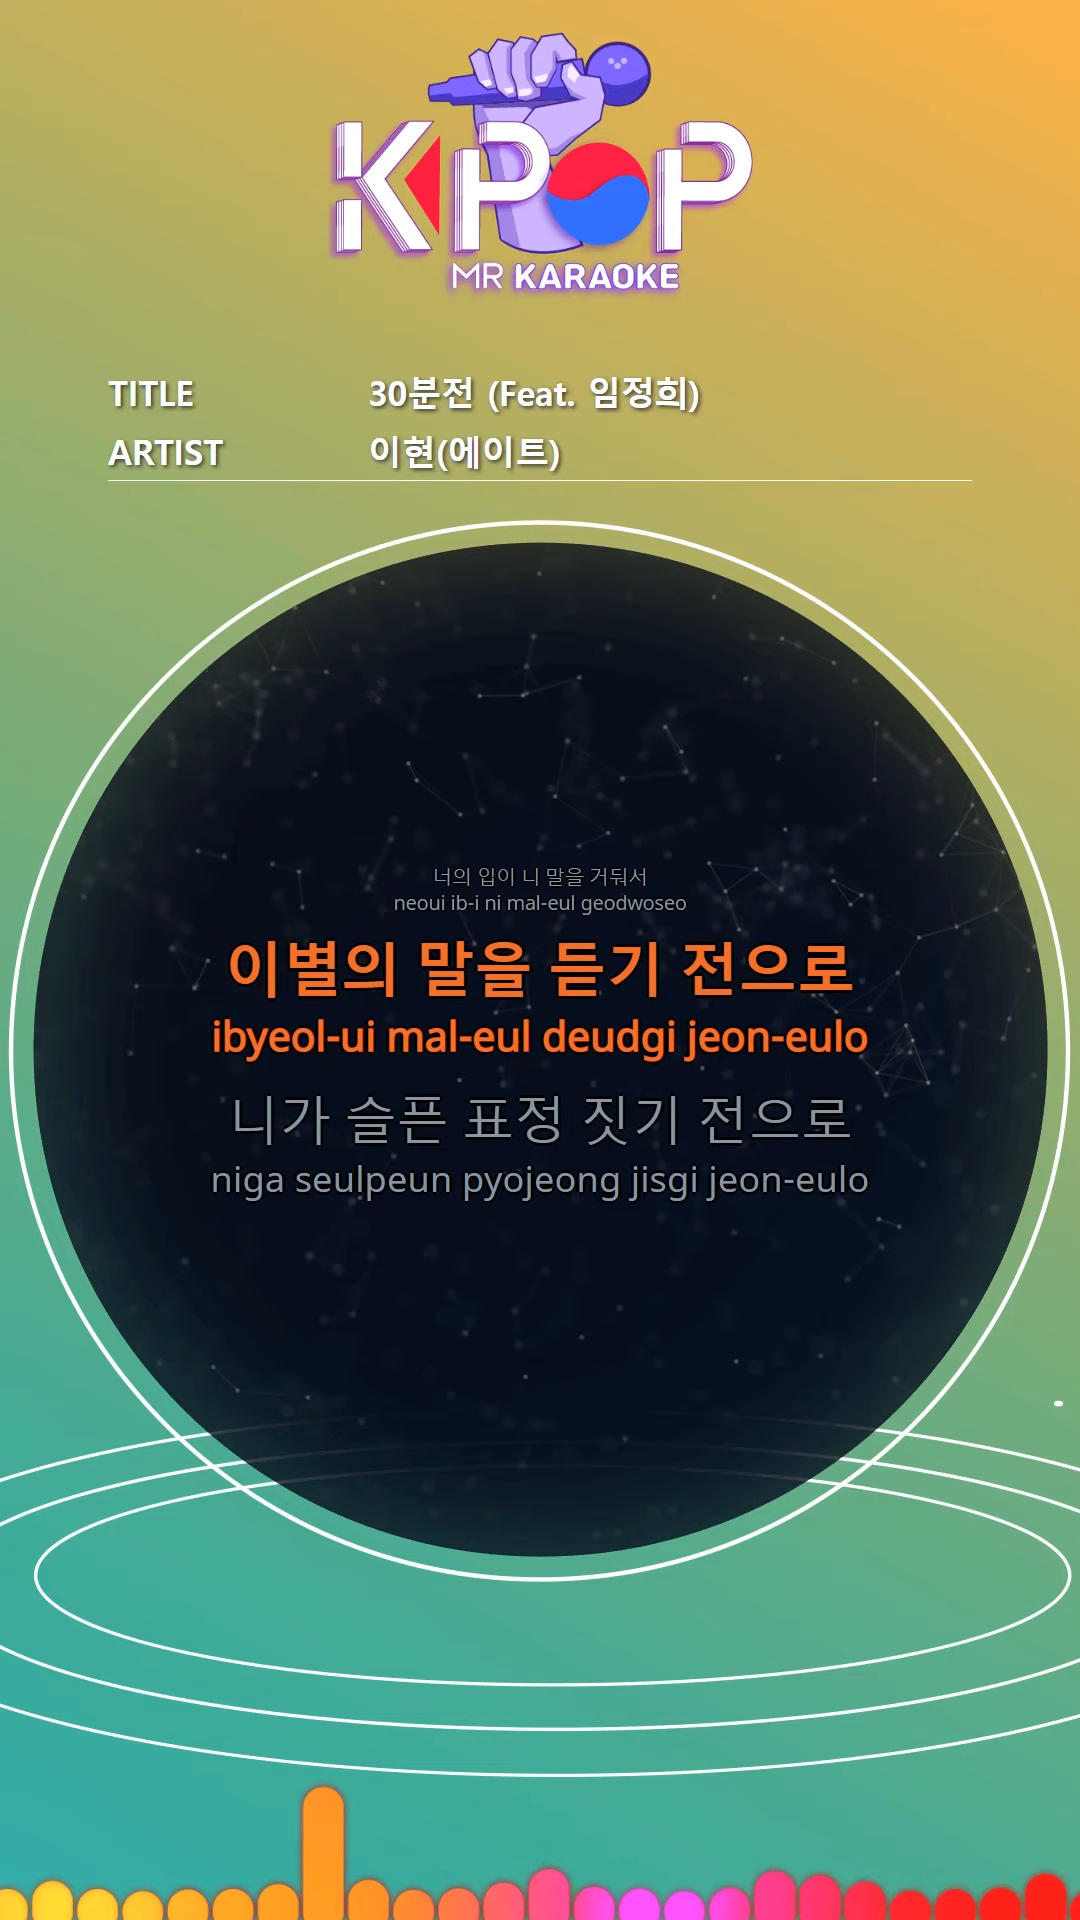 KPOP
MR KARAOKE
TITLE 30분전 (Feat. 임정희)
ARTIST 이현(에이트)
너의 입이 니 말을 거둬서
neoui ib-i ni mal-eul geodwoseo
이별의 말을 듣기 전으로
ibyeol-ui mal-eul deudgi jeon-eulo
니가 슬픈 표정 짓기 전으로
niga seulpeun pyojeong jisgi jeon-eulo